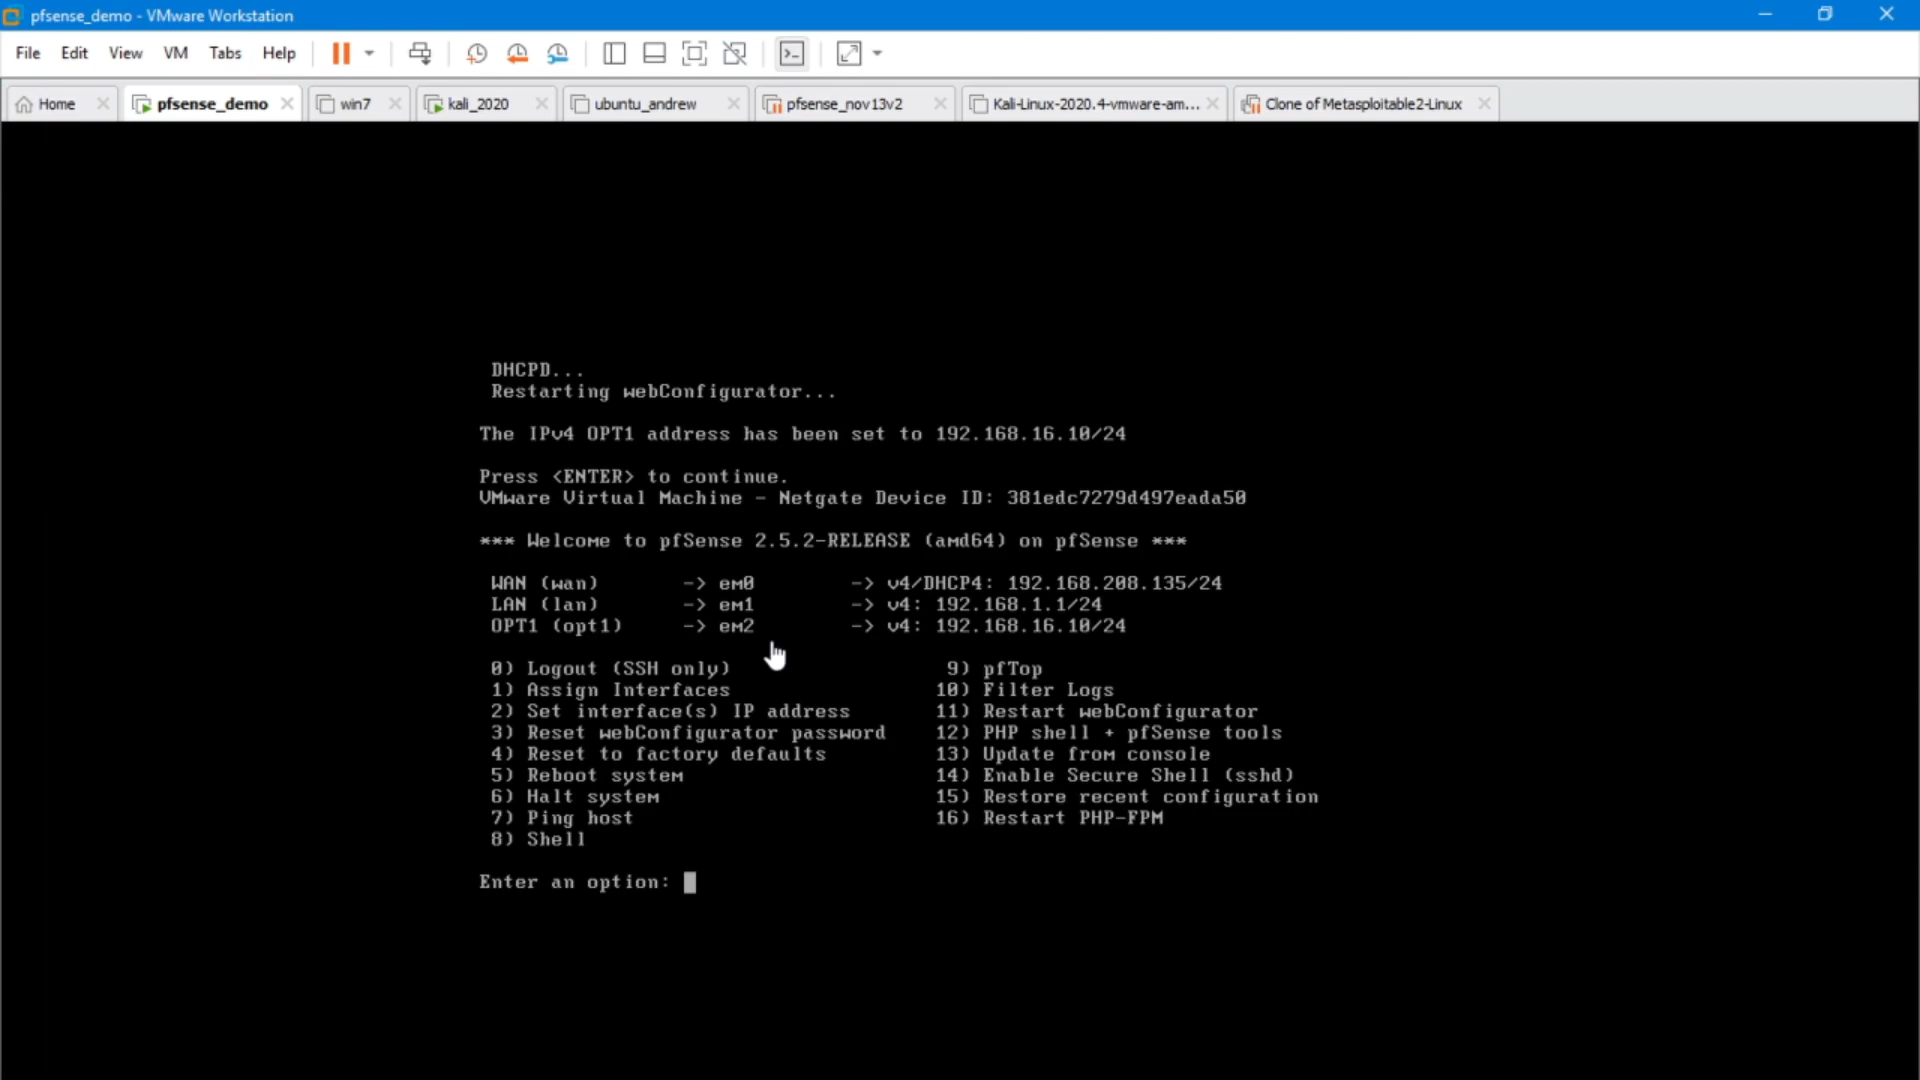 pfsense_demo - VMware Workstation
File Edit View VM Tabs Help
Home pfsense_demo win7 kali_2020 ubuntu_andrew pfsense_nov13v2 Kali-Linux-2020.4-vmware-am... Clone of Metasploitable2-Linux
DHCPD...
Restarting webConfigurator...
The IPv4 OPT1 address has been set to 192.168.16.10/24
Press <ENTER> to continue.
VMware Virtual Machine - Netgate Device ID: 381edc7279d497eada50
*** Welcome to pfSense 2.5.2-RELEASE (amd64) on pfSense ***
WAN (wan) -> em0 -> v4/DHCP4: 192.168.208.135/24
LAN (lan) -> em1 -> v4: 192.168.1.1/24
OPT1 (opt1) -> em2 -> v4: 192.168.16.10/24
0) Logout (SSH only) 9) pfTop
1) Assign Interfaces 10) Filter Logs
2) Set interface(s) IP address 11) Restart webConfigurator
3) Reset webConfigurator password 12) PHP shell + pfSense tools
4) Reset to factory defaults 13) Update from console
5) Reboot system 14) Enable Secure Shell (sshd)
6) Halt system 15) Restore recent configuration
7) Ping host 16) Restart PHP-FPM
8) Shell
Enter an option: